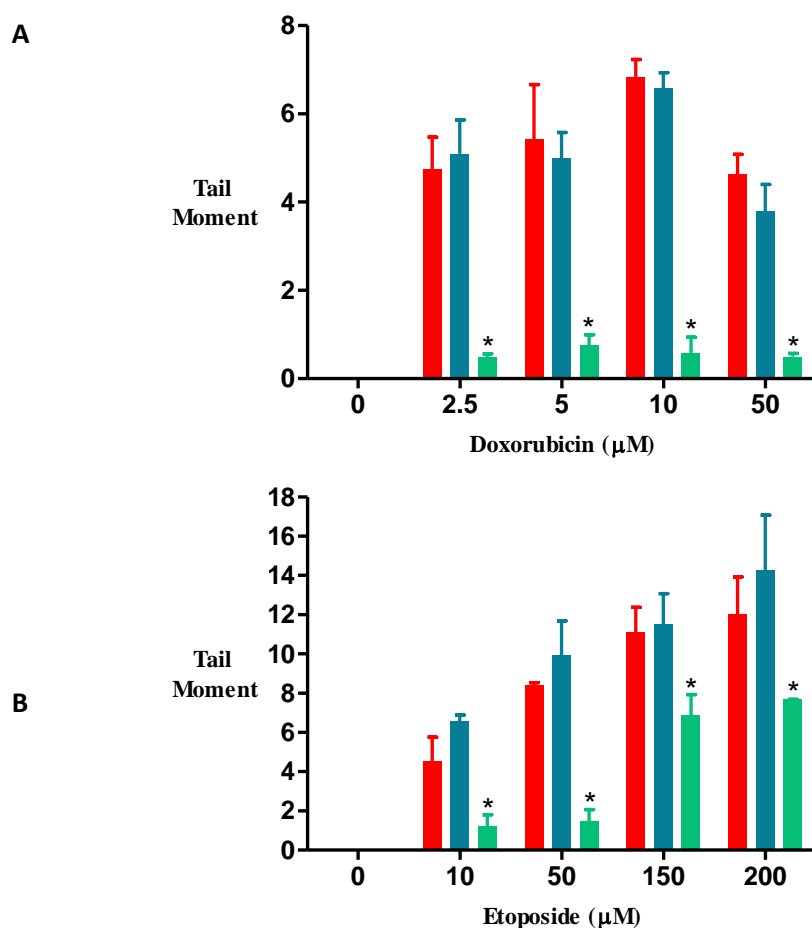 A
8
6
Tail
Moment
4
2
* * * *
0
0 2.5 5 10 50
Doxorubicin (μM)
18
16
14
12
Tail
Moment
10
8
B
6
4
2
* * * *
0
0 10 50 150 200
Etoposide (μM)